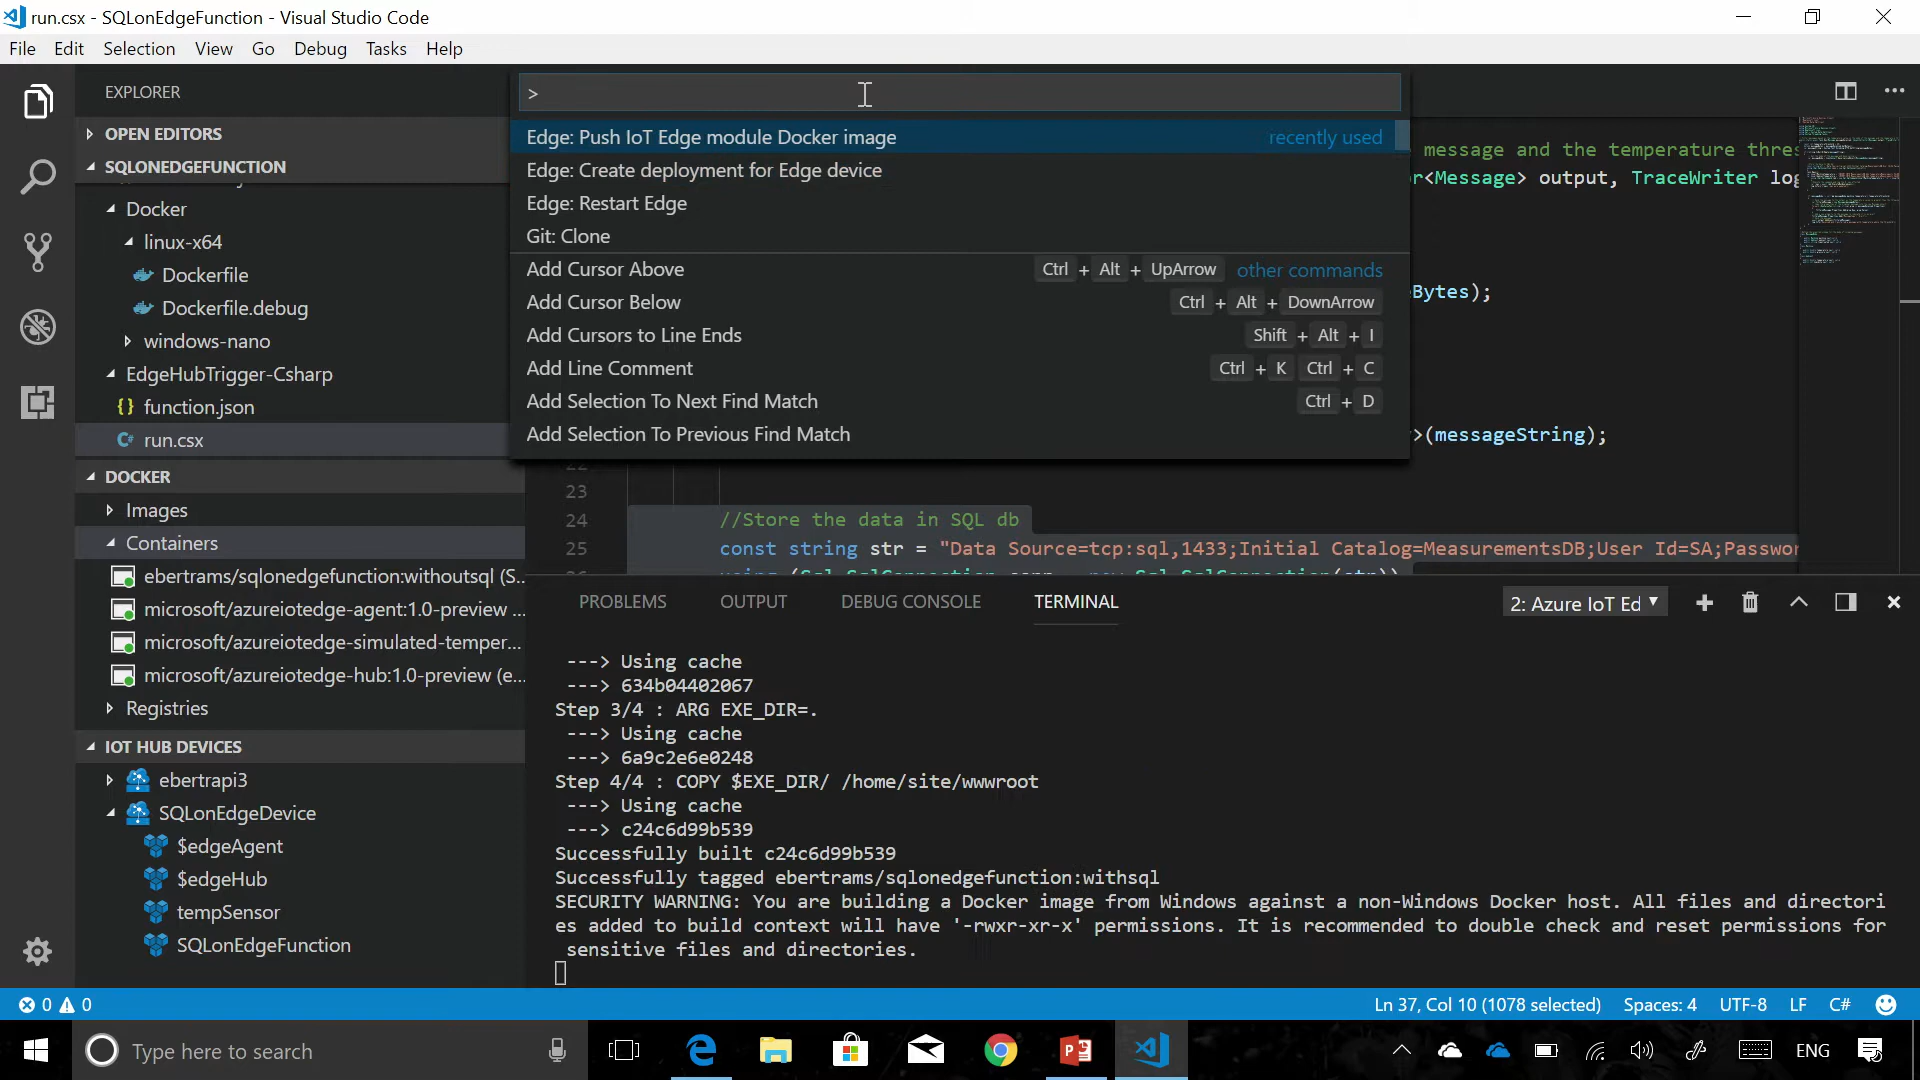 run.csx - SQLonEdgeFunction - Visual Studio Code
File Edit Selection View Go Debug Tasks Help
EXPLORER
OPEN EDITORS
SQLONEDGEFUNCTION
Docker
linux-x64
Dockerfile
Dockerfile.debug
windows-nano
EdgeHubTrigger-Csharp
{} function.json
C# run.csx
DOCKER
Images
Containers
ebertrams/sqlonedgefunction:withoutsql (S...
microsoft/azureiotedge-agent:1.0-preview ...
microsoft/azureiotedge-simulated-temper...
microsoft/azureiotedge-hub:1.0-preview (e...
Registries
IOT HUB DEVICES
ebertrapi3
SQLonEdgeDevice
$edgeAgent
$edgeHub
tempSensor
SQLonEdgeFunction
>
Edge: Push IoT Edge module Docker image recently used
Edge: Create deployment for Edge device
Edge: Restart Edge
Git: Clone
Add Cursor Above Ctrl + Alt + UpArrow other commands
Add Cursor Below Ctrl + Alt + DownArrow
Add Cursors to Line Ends Shift + Alt + I
Add Line Comment Ctrl + K Ctrl + C
Add Selection To Next Find Match Ctrl + D
Add Selection To Previous Find Match
message and the temperature thres
r<Message> output, TraceWriter log
eBytes);
>(messageString);
23
24 //Store the data in SQL db
25 const string str = "Data Source=tcp:sql,1433;Initial Catalog=MeasurementsDB;User Id=SA;Passwor
PROBLEMS OUTPUT DEBUG CONSOLE TERMINAL 2: Azure IoT Ed
---> Using cache
---> 634b04402067
Step 3/4 : ARG EXE_DIR=.
---> Using cache
---> 6a9c2e6e0248
Step 4/4 : COPY $EXE_DIR/ /home/site/wwwroot
---> Using cache
---> c24c6d99b539
Successfully built c24c6d99b539
Successfully tagged ebertrams/sqlonedgefunction:withsql
SECURITY WARNING: You are building a Docker image from Windows against a non-Windows Docker host. All files and directori
es added to build context will have '-rwxr-xr-x' permissions. It is recommended to double check and reset permissions for
sensitive files and directories.
0 0 Ln 37, Col 10 (1078 selected) Spaces: 4 UTF-8 LF C#
Type here to search ENG